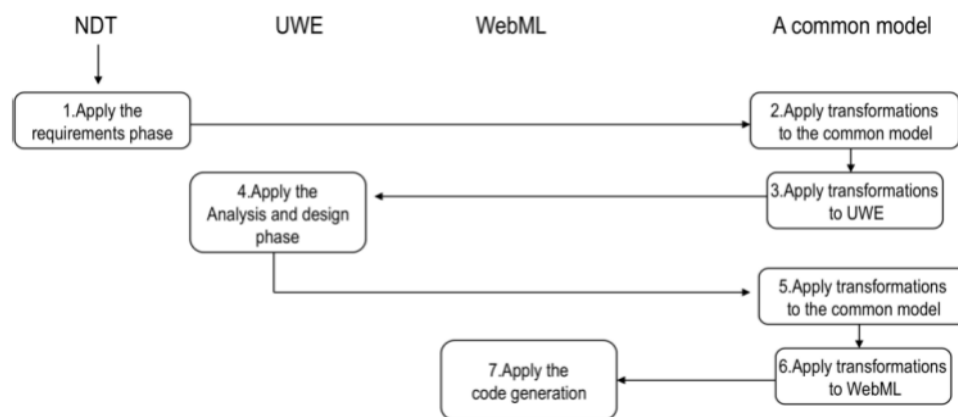 NDT
UWE
WebML
A common model
1.Apply the
requirements phase
2.Apply transformations
to the common model
3.Apply transformations
to UWE
4.Apply the
Analysis and design
phase
5.Apply transformations
to the common model
6.Apply transformations
to WebML
7.Apply the
code generation